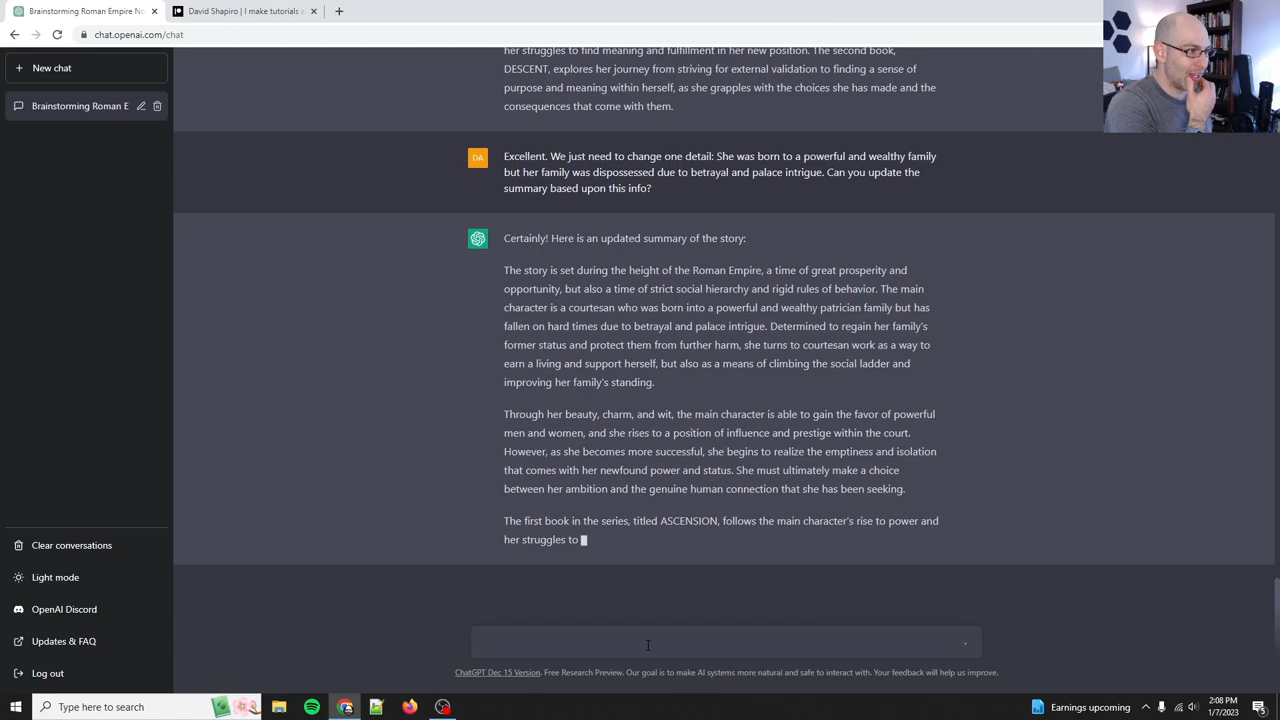 Brainstorming Roman Empire No
David Shapiro | I make tutorials a
chat.openai.com/chat
New chat
Brainstorming Roman E
her struggles to find meaning and fulfillment in her new position. The second book,
DESCENT, explores her journey from striving for external validation to finding a sense of
purpose and meaning within herself, as she grapples with the choices she has made and the
consequences that come with them.
DA
Excellent. We just need to change one detail: She was born to a powerful and wealthy family
but her family was dispossessed due to betrayal and palace intrigue. Can you update the
summary based upon this info?
Certainly! Here is an updated summary of the story:
The story is set during the height of the Roman Empire, a time of great prosperity and
opportunity, but also a time of strict social hierarchy and rigid rules of behavior. The main
character is a courtesan who was born into a powerful and wealthy patrician family but has
fallen on hard times due to betrayal and palace intrigue. Determined to regain her family's
former status and protect them from further harm, she turns to courtesan work as a way to
earn a living and support herself, but also as a means of climbing the social ladder and
improving her family's standing.
Through her beauty, charm, and wit, the main character is able to gain the favor of powerful
men and women, and she rises to a position of influence and prestige within the court.
However, as she becomes more successful, she begins to realize the emptiness and isolation
that comes with her newfound power and status. She must ultimately make a choice
between her ambition and the genuine human connection that she has been seeking.
The first book in the series, titled ASCENSION, follows the main character's rise to power and
her struggles to
Clear conversations
Light mode
OpenAI Discord
Updates & FAQ
Log out
ChatGPT Dec 15 Version. Free Research Preview. Our goal is to make AI systems more natural and safe to interact with. Your feedback will help us improve.
Type here to search
Earnings upcoming
2:08 PM
1/7/2023
5